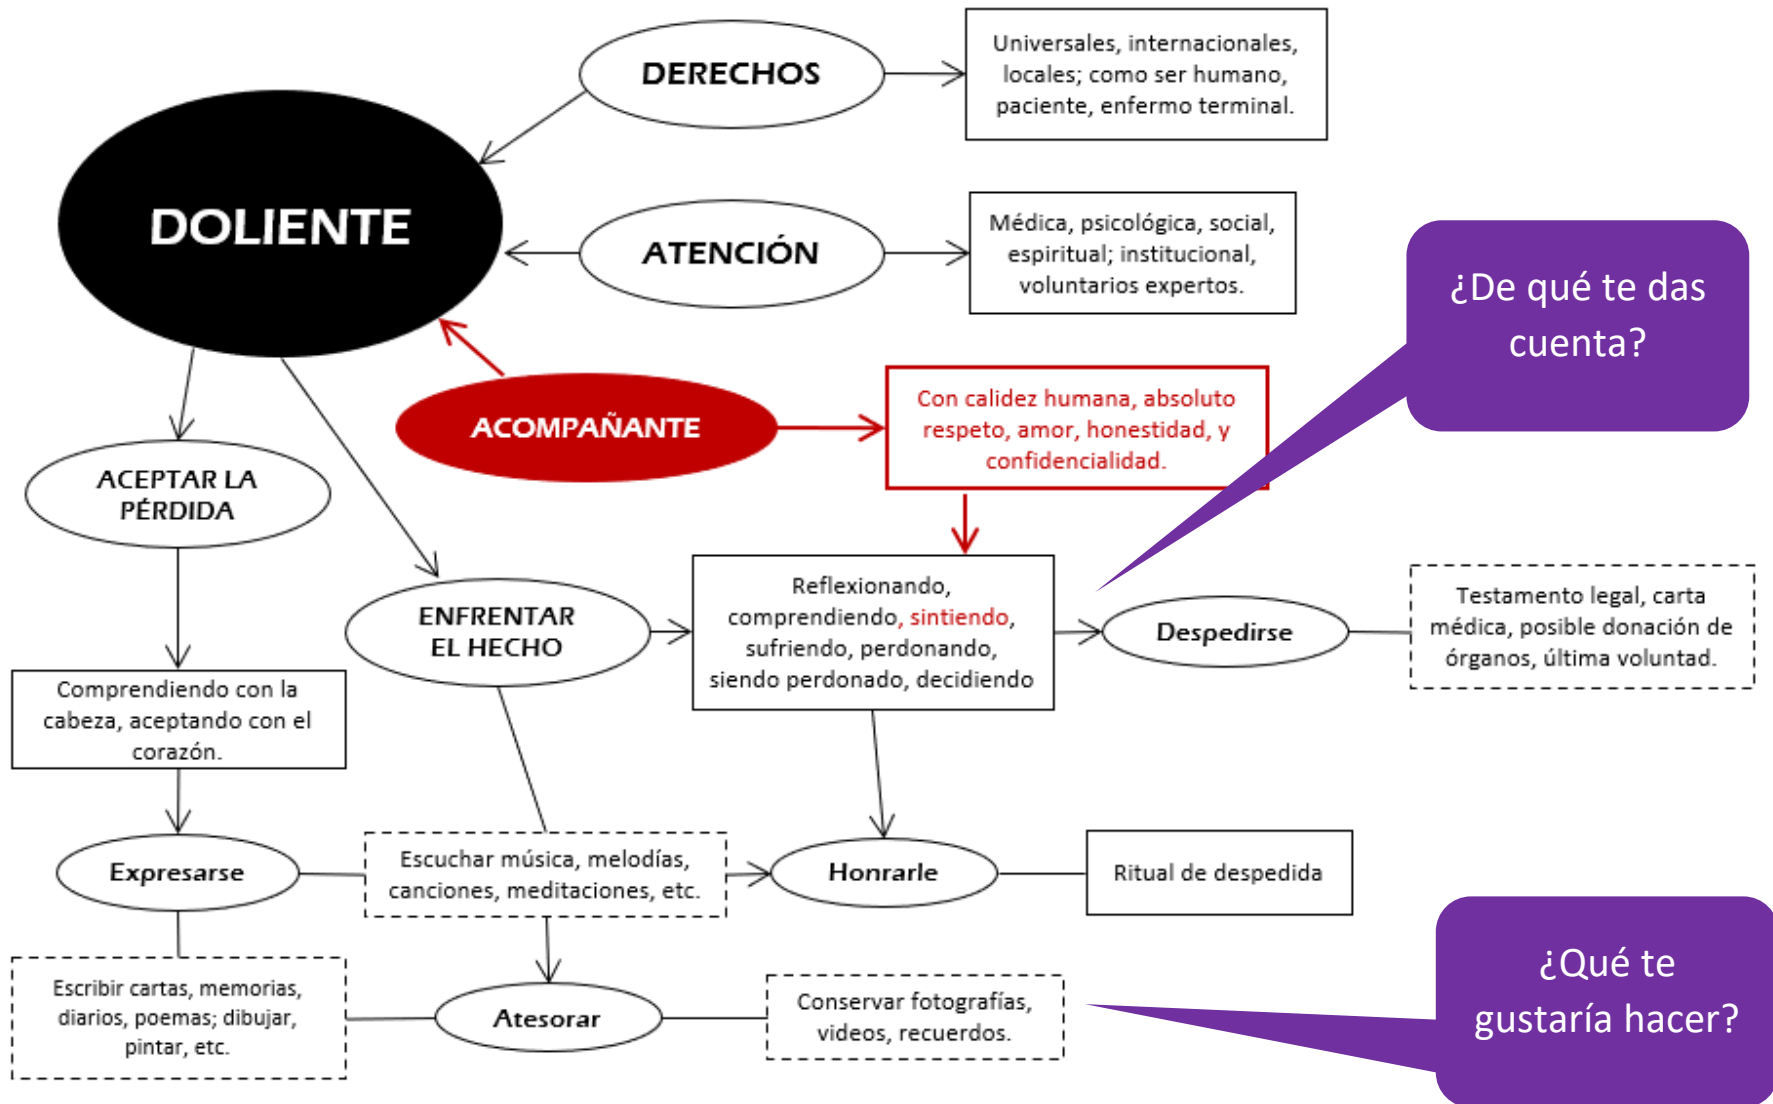 DERECHOS
Universales, internacionales,
locales; como ser humano,
paciente, enfermo terminal.
DOLIENTE
ATENCIÓN
Médica, psicológica, social,
espiritual; institucional,
voluntarios expertos.
¿De qué te das
cuenta?
ACOMPAÑANTE
Con calidez humana, absoluto
respeto, amor, honestidad, y
confidencialidad.
ACEPTAR LA
PÉRDIDA
ENFRENTAR
EL HECHO
Reflexionando,
comprendiendo, sintiendo,
sufriendo, perdonando,
siendo perdonado, decidiendo
Despedirse
Testamento legal, carta
médica, posible donación de
órganos, última voluntad.
Comprendiendo con la
cabeza, aceptando con el
corazón.
Expresarse
Escuchar música, melodías,
canciones, meditaciones, etc.
Honrarle
Ritual de despedida
Escribir cartas, memorias,
diarios, poemas; dibujar,
pintar, etc.
Atesorar
Conservar fotografías,
videos, recuerdos.
¿Qué te
gustaría hacer?